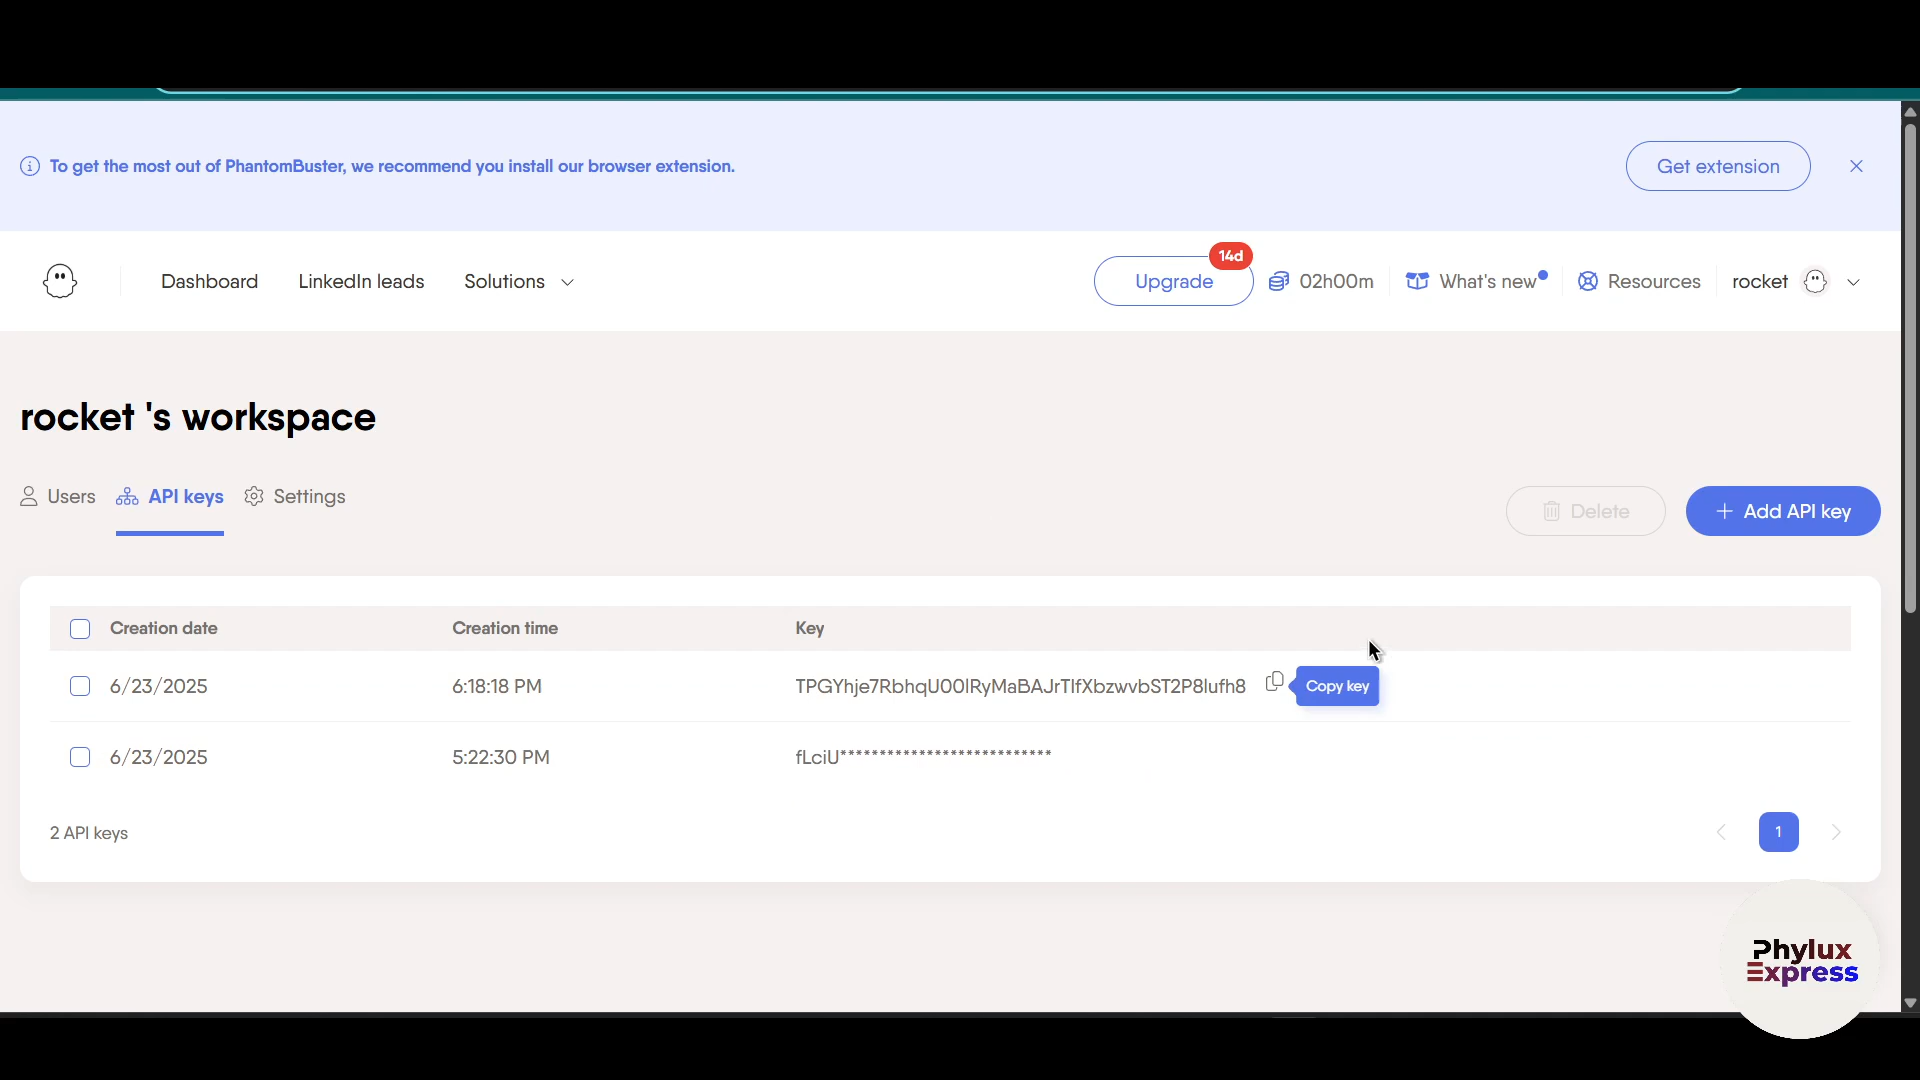 To get the most out of PhantomBuster, we recommend you install our browser extension.
Get extension
Dashboard
LinkedIn leads
Solutions
Upgrade
14d
02h00m
What's new
Resources
rocket
rocket 's workspace
Users
API keys
Settings
Delete
Add API key
Creation date
Creation time
Key
6/23/2025
6:18:18 PM
Copy key
6/23/2025
5:22:30 PM
fLciU***************************
2 API keys
1
Phylux
Express